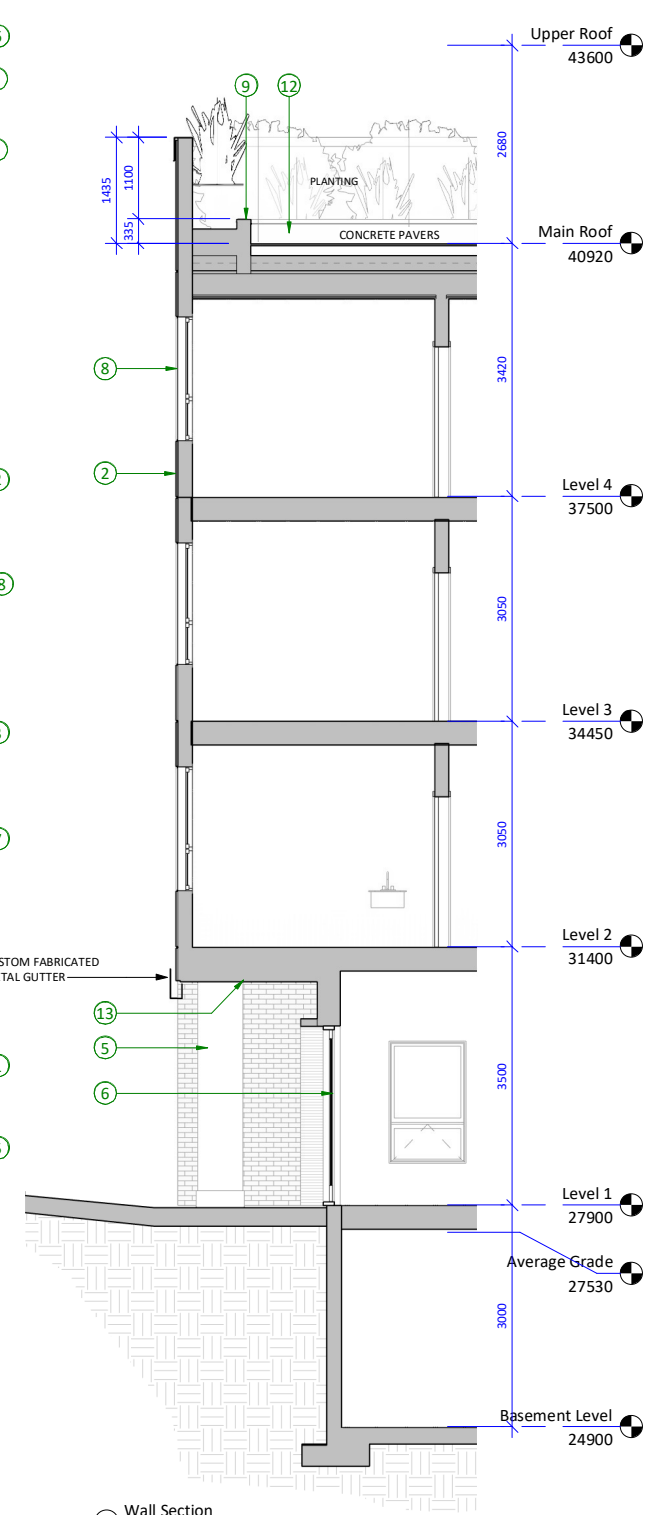 Upper Roof
43600
9
12
2680
1435
1100
335
PLANTING
CONCRETE PAVERS
Main Roof
40920
8
3420
2
Level 4
37500
3050
Level 3
34450
3050
Level 2
31400
STOM FABRICATED
TAL GUTTER
13
5
6
3500
Level 1
27900
Average Grade
27530
3000
Basement Level
24900
Wall Section